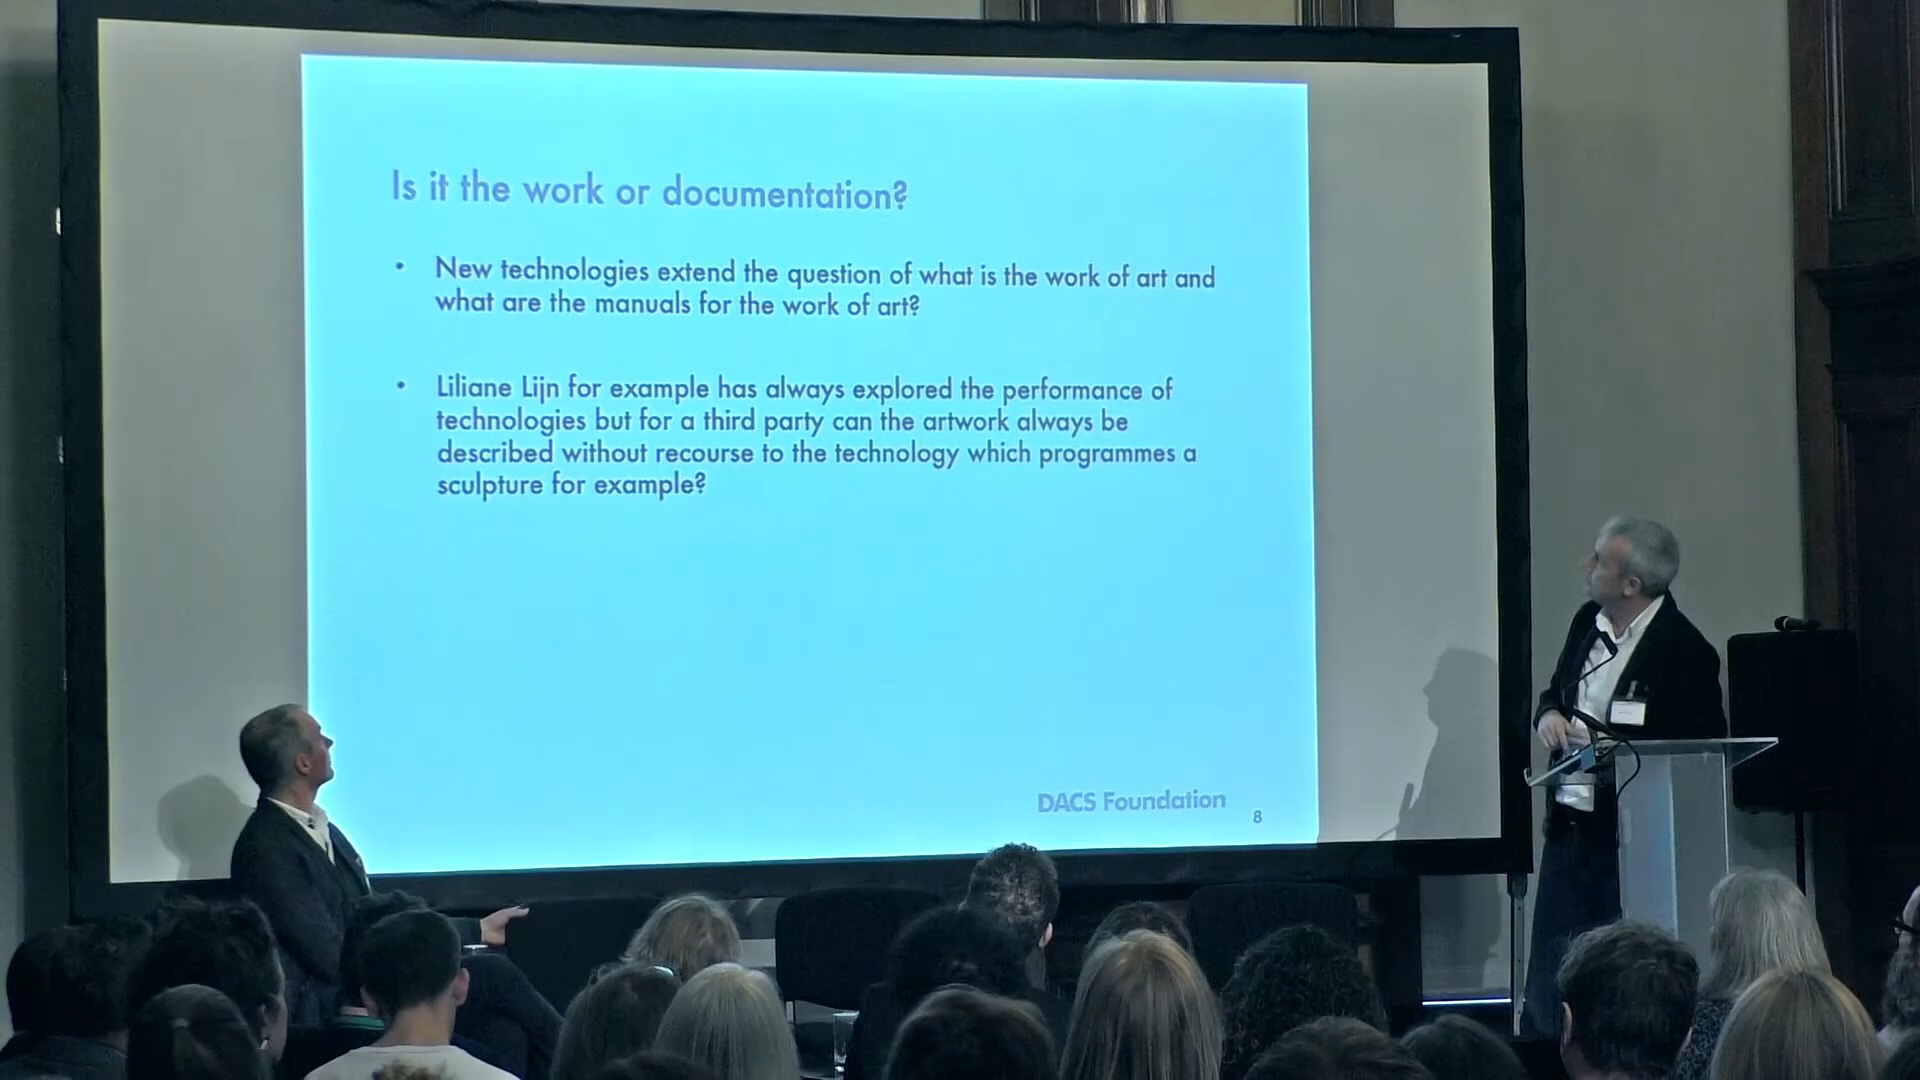 Is it the work or documentation?
• New technologies extend the question of what is the work of art and
what are the manuals for the work of art?
• Liliane Lijn for example has always explored the performance of
technologies but for a third party can the artwork always be
described without recourse to the technology which programmes a
sculpture for example?
DACS Foundation
8